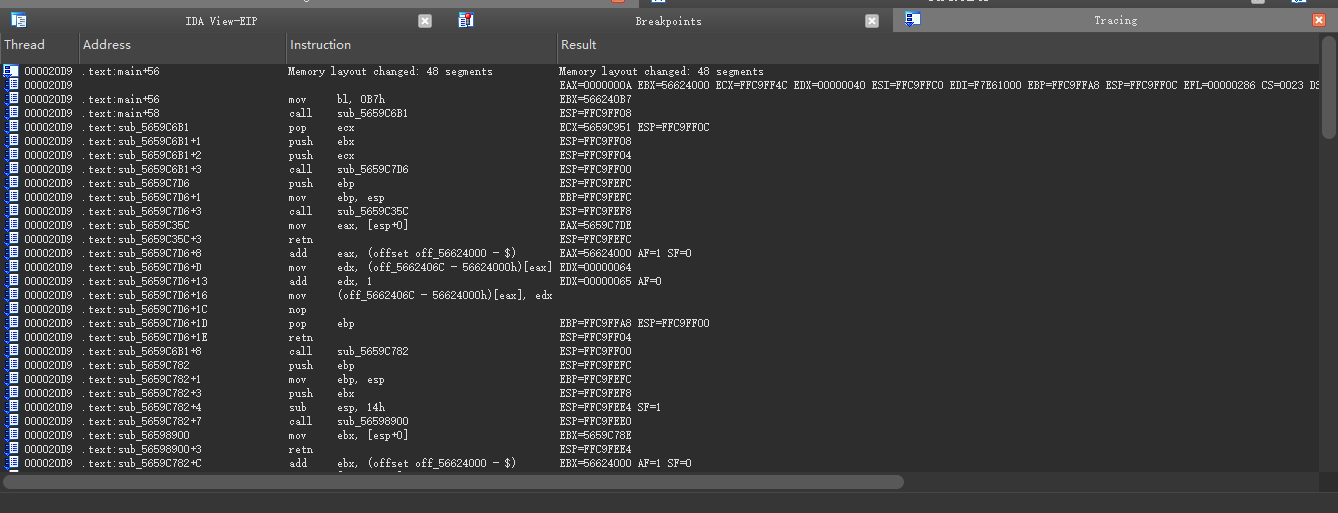 IDA View-EIP Breakpoints Tracing
Thread Address Instruction Result
000020D9 .text:main+56 Memory layout changed: 48 segments Memory layout changed: 48 segments
000020D9 EAX=0000000A EBX=56624000 ECX=FFC9FF4C EDX=00000040 ESI=FFC9FFC0 EDI=F7E61000 EBP=FFC9FFA8 ESP=FFC9FF0C EFL=00000286 CS=0023 DS
000020D9 .text:main+56 mov bl, 0B7h EBX=566240B7
000020D9 .text:main+58 call sub_5659C6B1 ESP=FFC9FF08
000020D9 .text:sub_5659C6B1 pop ecx ECX=5659C951 ESP=FFC9FF0C
000020D9 .text:sub_5659C6B1+1 push ebx ESP=FFC9FF08
000020D9 .text:sub_5659C6B1+2 push ecx ESP=FFC9FF04
000020D9 .text:sub_5659C6B1+3 call sub_5659C7D6 ESP=FFC9FF00
000020D9 .text:sub_5659C7D6 push ebp ESP=FFC9FEFC
000020D9 .text:sub_5659C7D6+1 mov ebp, esp EBP=FFC9FEFC
000020D9 .text:sub_5659C7D6+3 call sub_5659C35C ESP=FFC9FEF8
000020D9 .text:sub_5659C35C mov eax, [esp+0] EAX=5659C7DE
000020D9 .text:sub_5659C35C+3 retn ESP=FFC9FEFC
000020D9 .text:sub_5659C7D6+8 add eax, (offset off_56624000 - $) EAX=56624000 AF=1 SF=0
000020D9 .text:sub_5659C7D6+D mov edx, (off_5662406C - 56624000h)[eax] EDX=00000064
000020D9 .text:sub_5659C7D6+13 add edx, 1 EDX=00000065 AF=0
000020D9 .text:sub_5659C7D6+16 mov (off_5662406C - 56624000h)[eax], edx
000020D9 .text:sub_5659C7D6+1C nop
000020D9 .text:sub_5659C7D6+1D pop ebp EBP=FFC9FFA8 ESP=FFC9FF00
000020D9 .text:sub_5659C7D6+1E retn ESP=FFC9FF04
000020D9 .text:sub_5659C6B1+8 call sub_5659C782 ESP=FFC9FF00
000020D9 .text:sub_5659C782 push ebp ESP=FFC9FEFC
000020D9 .text:sub_5659C782+1 mov ebp, esp EBP=FFC9FEFC
000020D9 .text:sub_5659C782+3 push ebx ESP=FFC9FEF8
000020D9 .text:sub_5659C782+4 sub esp, 14h ESP=FFC9FEE4 SF=1
000020D9 .text:sub_5659C782+7 call sub_56598900 ESP=FFC9FEE0
000020D9 .text:sub_56598900 mov ebx, [esp+0] EBX=5659C78E
000020D9 .text:sub_56598900+3 retn ESP=FFC9FEE4
000020D9 .text:sub_5659C782+C add ebx, (offset off_56624000 - $) EBX=56624000 AF=1 SF=0